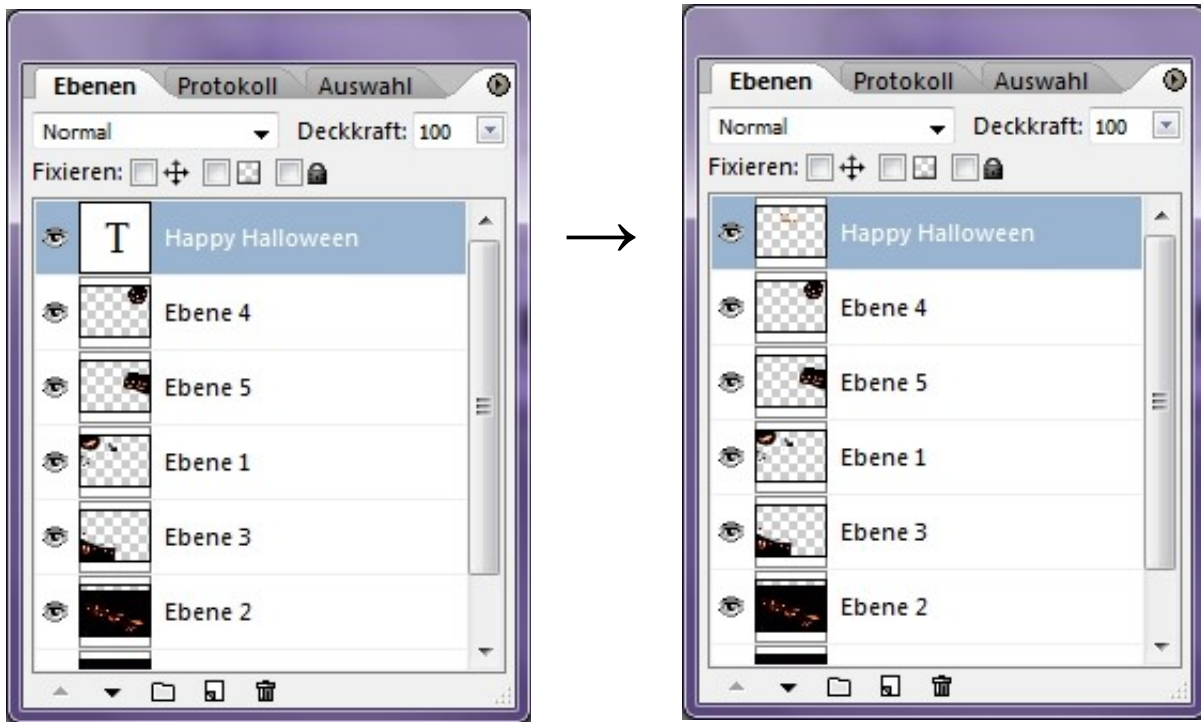 Ebenen Protokoll Auswahl
Normal Deckkraft: 100
Fixieren:
T Happy Halloween
Ebene 4
Ebene 5
Ebene 1
Ebene 3
Ebene 2
→
Ebenen Protokoll Auswahl
Normal Deckkraft: 100
Fixieren:
Happy Halloween
Ebene 4
Ebene 5
Ebene 1
Ebene 3
Ebene 2